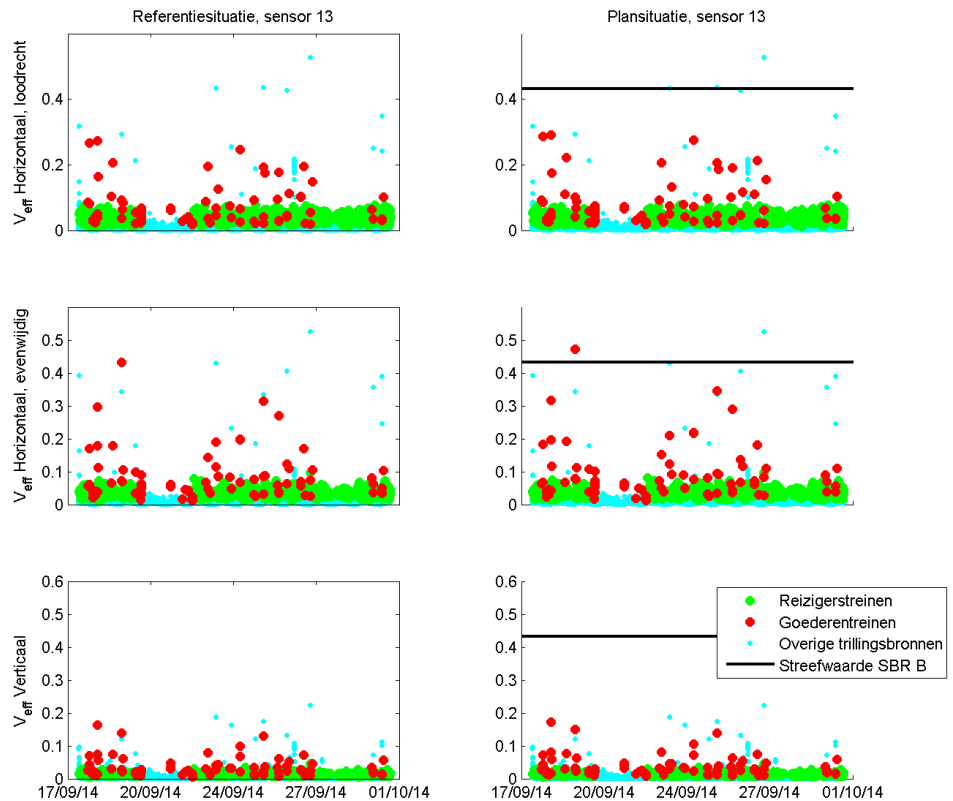 Referentiesituatie, sensor 13
Plansituatie, sensor 13
V_eff Horizontaal, loodrecht
0.4
0.2
0
0.4
0.2
0
V_eff Horizontaal, evenwijdig
0.5
0.4
0.3
0.2
0.1
0
0.5
0.4
0.3
0.2
0.1
0
V_eff Verticaal
0.6
0.5
0.4
0.3
0.2
0.1
0
0.6
0.5
0.4
0.3
0.2
0.1
0
Reizigerstreinen
Goederentreinen
Overige trillingsbronnen
Streefwaarde SBR B
17/09/14 20/09/14 24/09/14 27/09/14 01/10/14
17/09/14 20/09/14 24/09/14 27/09/14 01/10/14